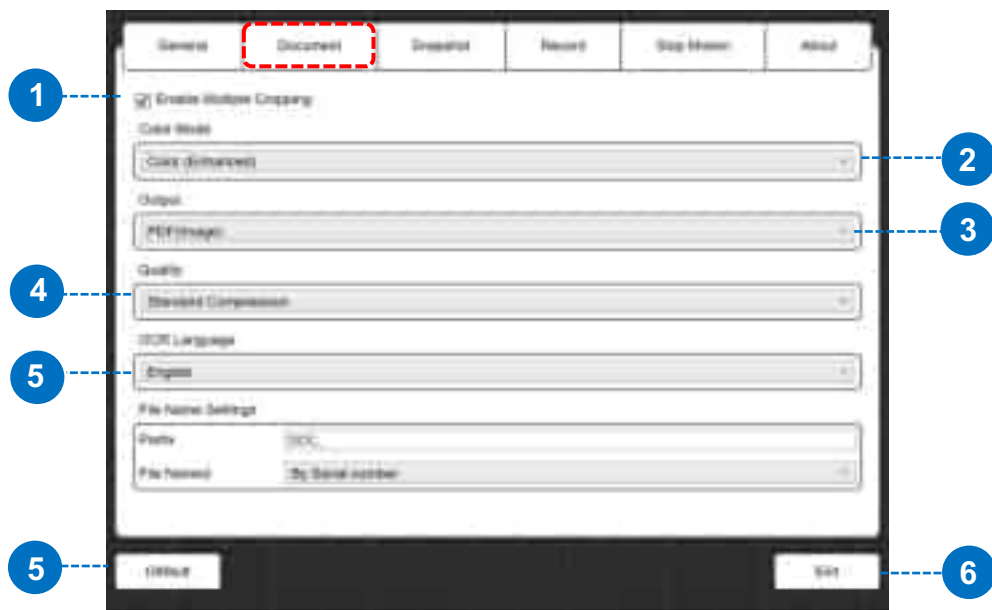 General Document Snapshot Record Stop Motion About
1 Enable Multiple Cropping
Color Mode
Color (Enhanced) 2
Output
PDF(Image) 3
Quality
4 Standard Compression
OCR Language
5 English
File Name Settings
Prefix
File Named By Serial number
5 Default Exit 6